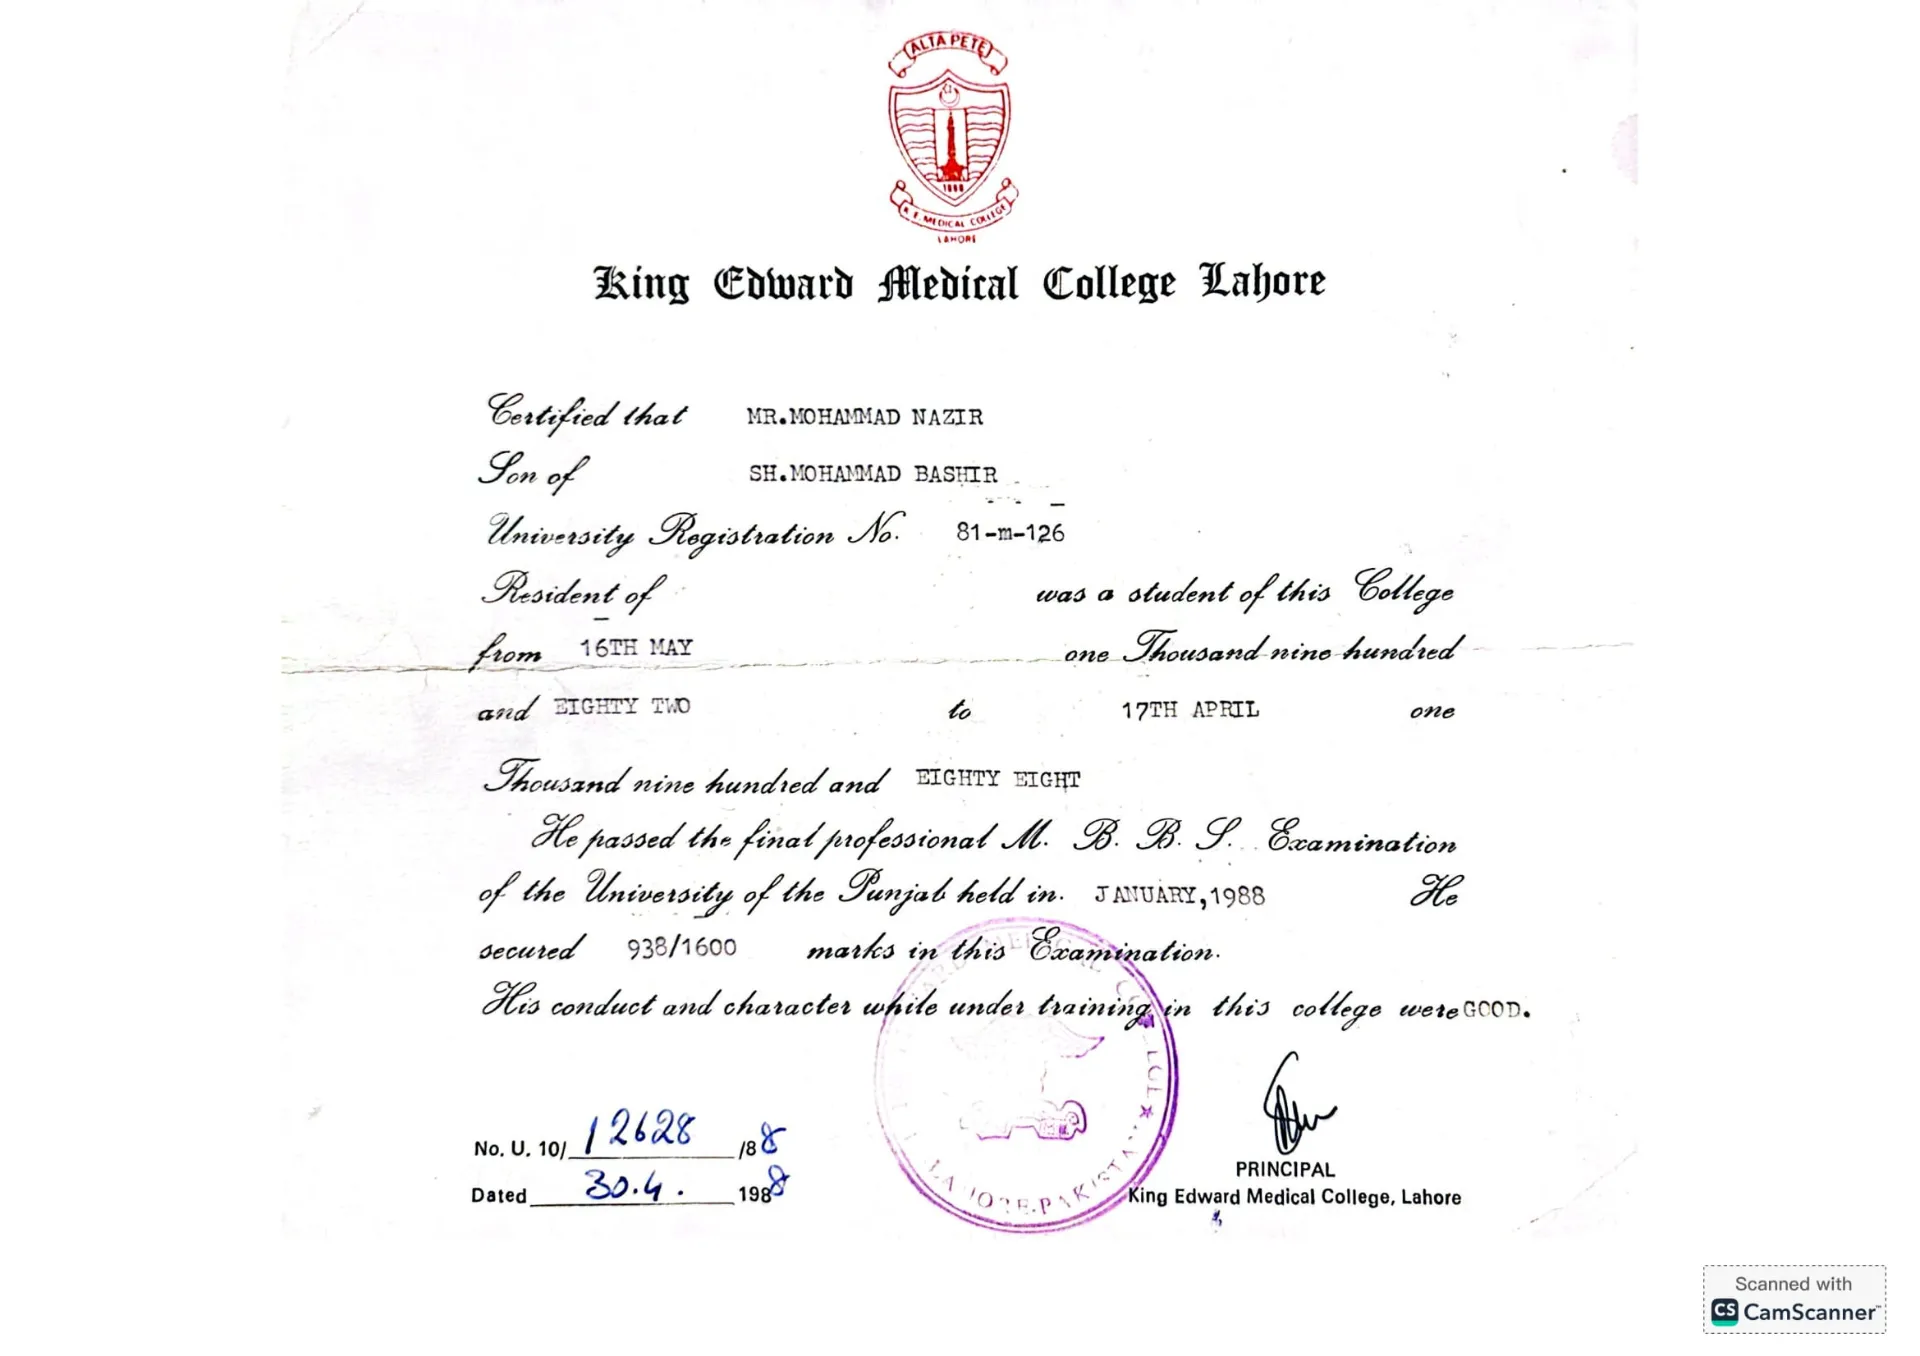 ALTA PETE
1860
K. E. MEDICAL COLLEGE
LAHORE
King Edward Medical College Lahore
Certified that MR.MOHAMMAD NAZIR
Son of SH.MOHAMMAD BASHIR
University Registration No. 81-m-126
Resident of was a student of this College
from 16TH MAY one Thousand nine hundred
and EIGHTY TWO to 17TH APRIL one
Thousand nine hundred and EIGHTY EIGHT
He passed the final professional M. B. B. S. Examination
of the University of the Punjab held in. JANUARY,1988 He
secured 938/1600 marks in this Examination.
His conduct and character while under training in this college were GOOD.
No. U. 10/ 12628 /88
Dated 30.4. 1988
LAHORE-PAKISTAN
PRINCIPAL
King Edward Medical College, Lahore
Scanned with
CS CamScanner